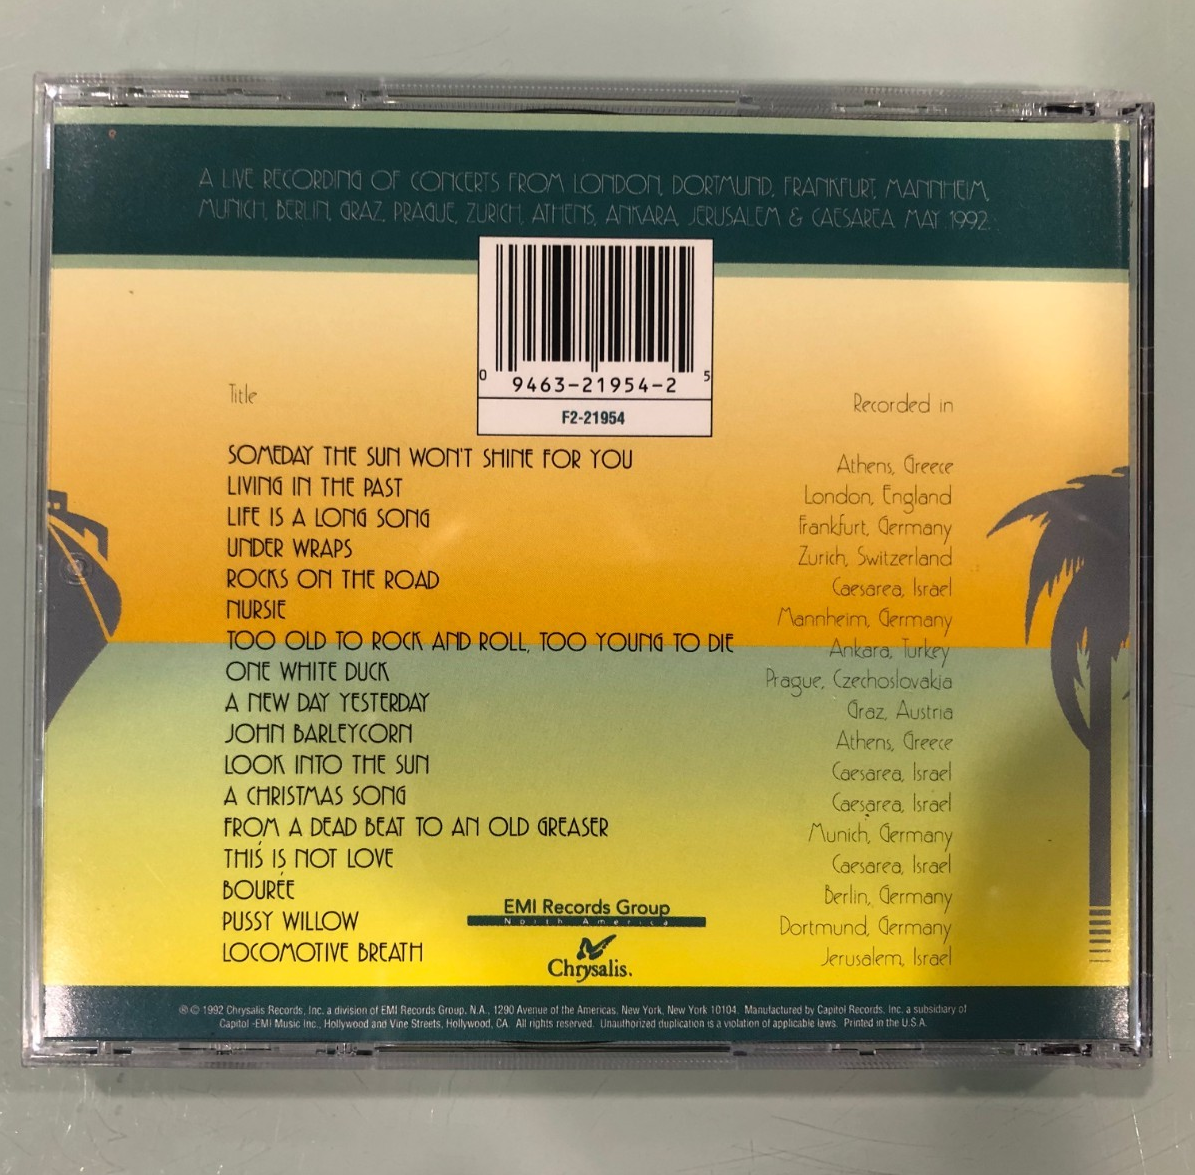 A LIVE RECORDING OF CONCERTS FROM LONDON, DORTMUND, FRANKFURT, MANNHEIM,
MUNICH, BERLIN, GRAZ, PRAGUE, ZURICH, ATHENS, ANKARA, JERUSALEM & CAESAREA MAY 1992.
0 9463-21954-2 5
F2-21954
Title Recorded in
SOMEDAY THE SUN WON'T SHINE FOR YOU Athens, Greece
LIVING IN THE PAST London, England
LIFE IS A LONG SONG Frankfurt, Germany
UNDER WRAPS Zurich, Switzerland
ROCKS ON THE ROAD Caesarea, Israel
NURSIE Mannheim, Germany
TOO OLD TO ROCK AND ROLL, TOO YOUNG TO DIE Ankara, Turkey
ONE WHITE DUCK Prague, Czechoslovakia
A NEW DAY YESTERDAY Graz, Austria
JOHN BARLEYCORN Athens, Greece
LOOK INTO THE SUN Caesarea, Israel
A CHRISTMAS SONG Caesarea, Israel
FROM A DEAD BEAT TO AN OLD GREASER Munich, Germany
THIS IS NOT LOVE Caesarea, Israel
BOURÉE Berlin, Germany
PUSSY WILLOW Dortmund, Germany
LOCOMOTIVE BREATH Jerusalem, Israel
EMI Records Group
North America
Chrysalis.
℗ © 1992 Chrysalis Records, Inc. a division of EMI Records Group, N.A., 1290 Avenue of the Americas, New York, New York 10104. Manufactured by Capitol Records, Inc. a subsidiary of
Capitol -EMI Music Inc., Hollywood and Vine Streets, Hollywood, CA. All rights reserved. Unauthorized duplication is a violation of applicable laws. Printed in the U.S.A.